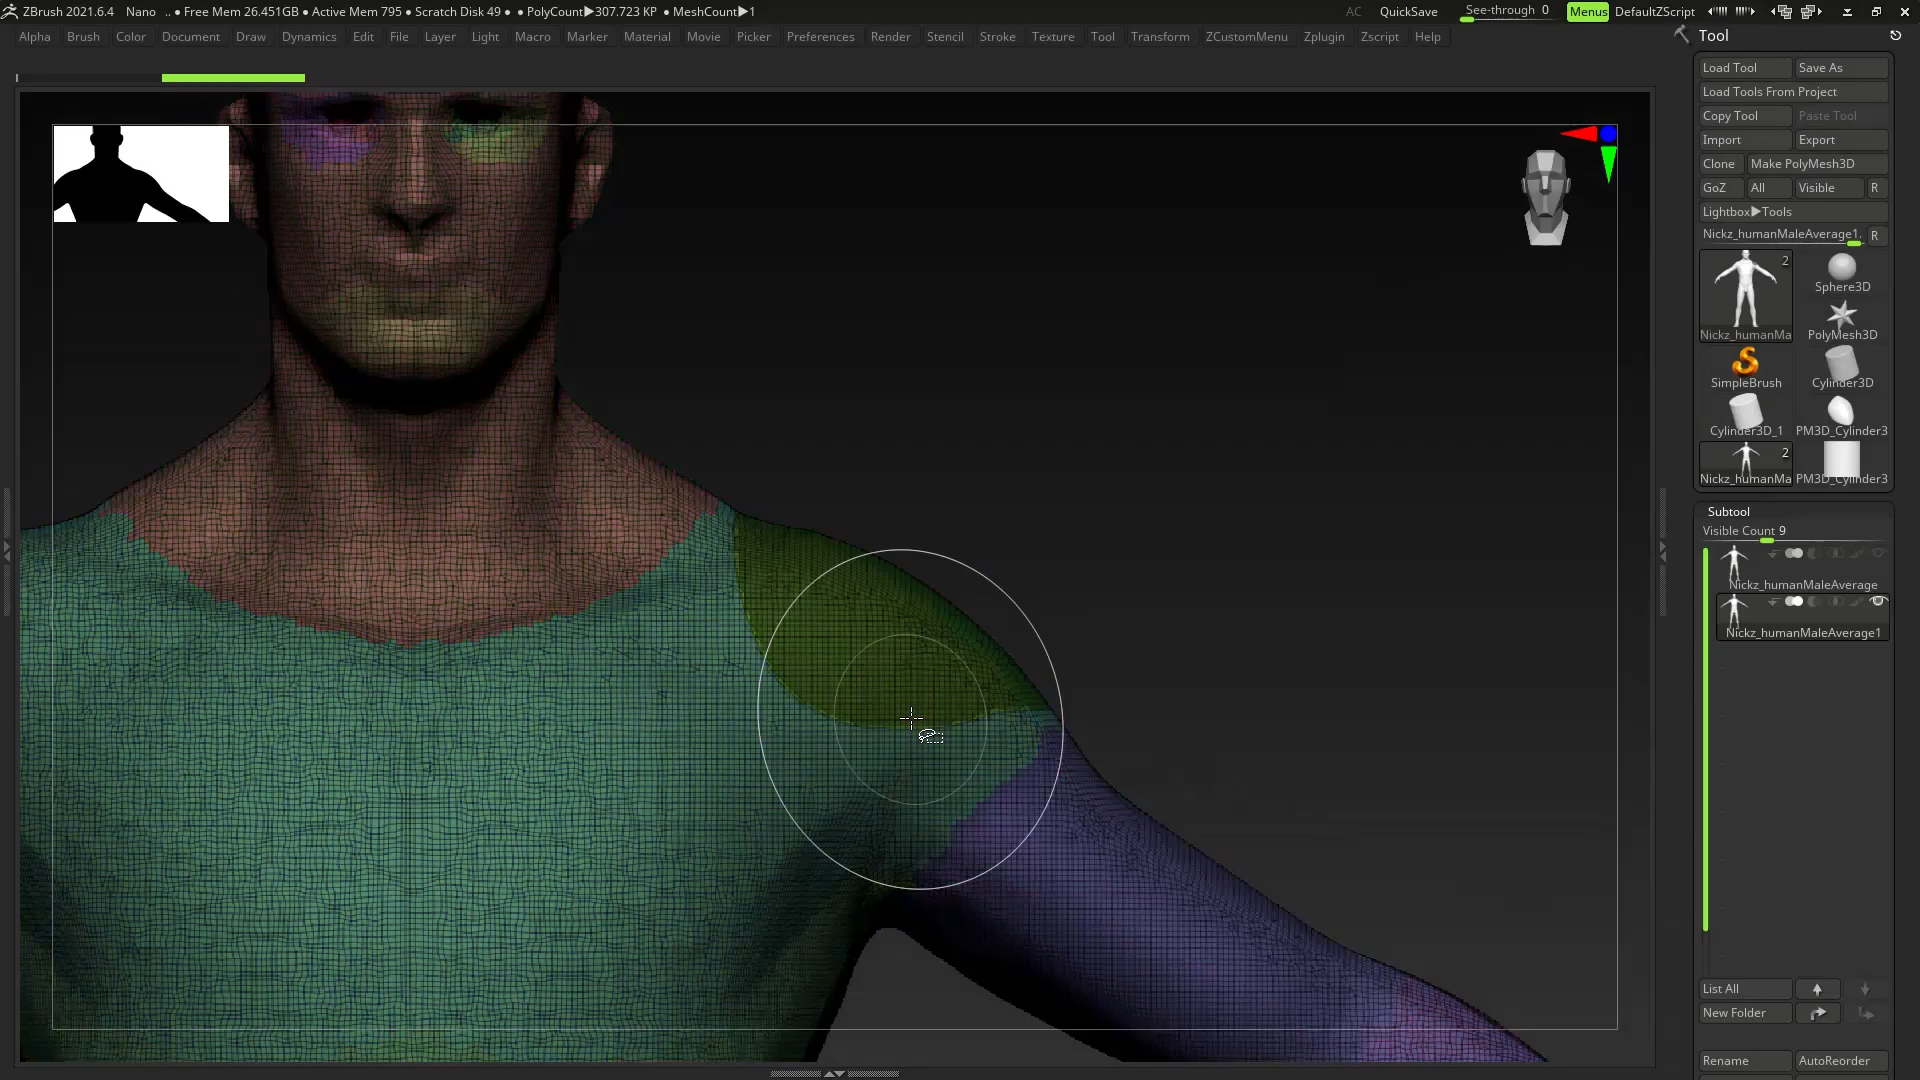 ZBrush 2021.6.4 Nano .. ● Free Mem 26.451GB ● Active Mem 795 ● Scratch Disk 49 ● ● PolyCount▶307.723 KP ● MeshCount▶1 AC QuickSave See-through 0 Menus DefaultZScript
Alpha Brush Color Document Draw Dynamics Edit File Layer Light Macro Marker Material Movie Picker Preferences Render Stencil Stroke Texture Tool Transform ZCustomMenu Zplugin Zscript Help
Tool
Load Tool Save As
Load Tools From Project
Copy Tool Paste Tool
Import Export
Clone Make PolyMesh3D
GoZ All Visible R
Lightbox▶Tools
Nickz_humanMaleAverage1. R
2
Sphere3D
Nickz_humanMa PolyMesh3D
SimpleBrush Cylinder3D
Cylinder3D_1 PM3D_Cylinder3
2
Nickz_humanMa PM3D_Cylinder3
Subtool
Visible Count 9
Nickz_humanMaleAverage
Nickz_humanMaleAverage1
List All
New Folder
Rename AutoReorder